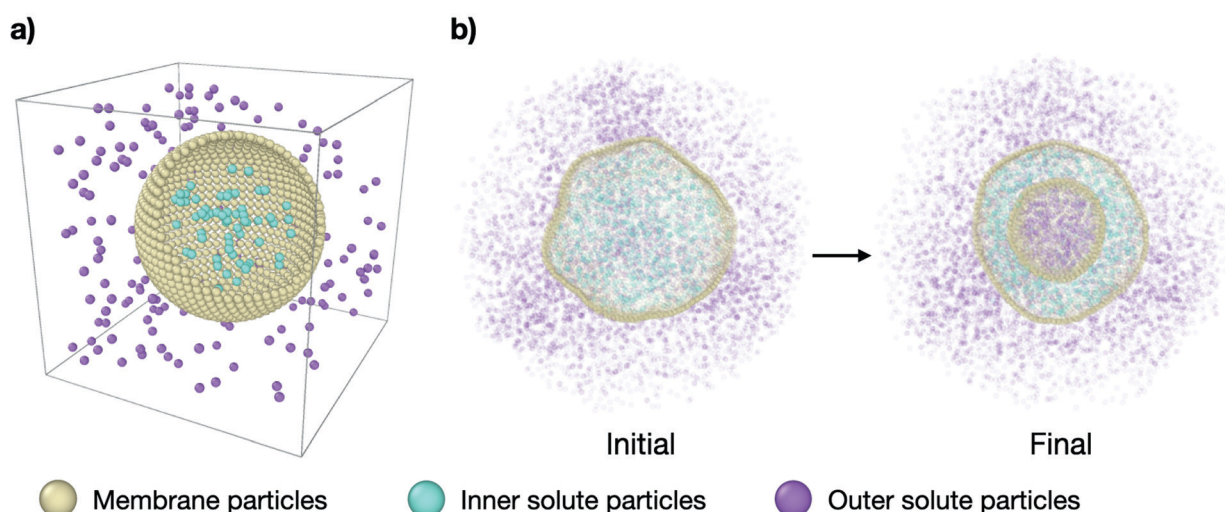 a)
b)
Initial
Final
Membrane particles
Inner solute particles
Outer solute particles